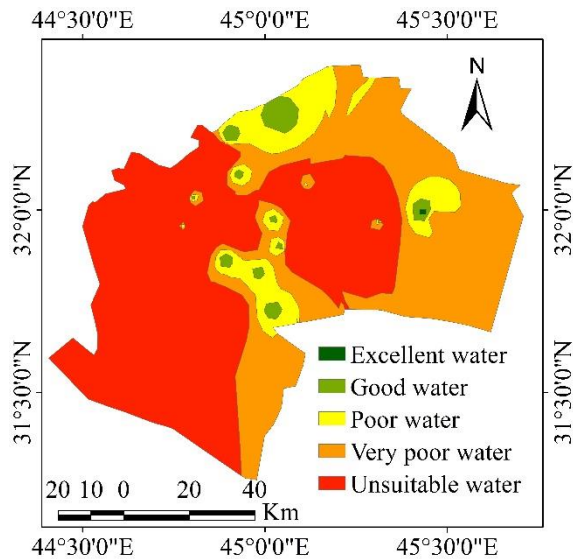 44°30'0"E 45°0'0"E 45°30'0"E
N
32°0'0"N 32°0'0"N
31°30'0"N 31°30'0"N
Excellent water
Good water
Poor water
Very poor water
Unsuitable water
20 10 0 20 40
Km
44°30'0"E 45°0'0"E 45°30'0"E